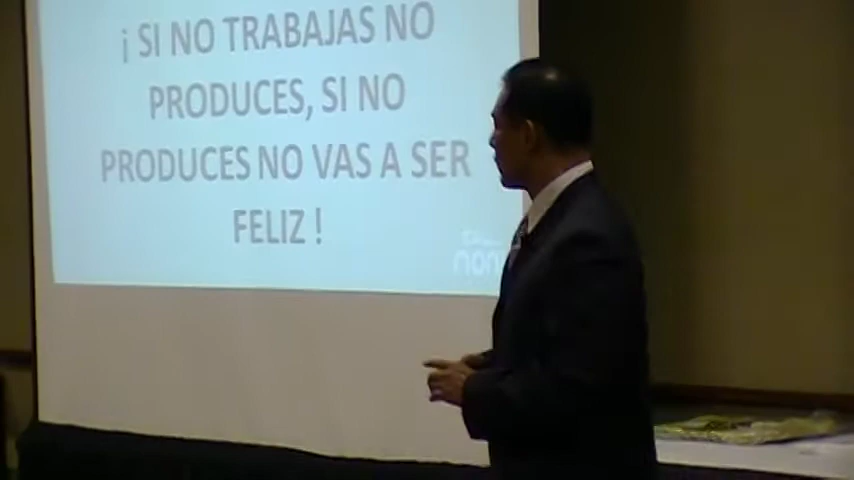 ¡ SI NO TRABAJAS NO
PRODUCES, SI NO
PRODUCES NO VAS A SER
FELIZ !